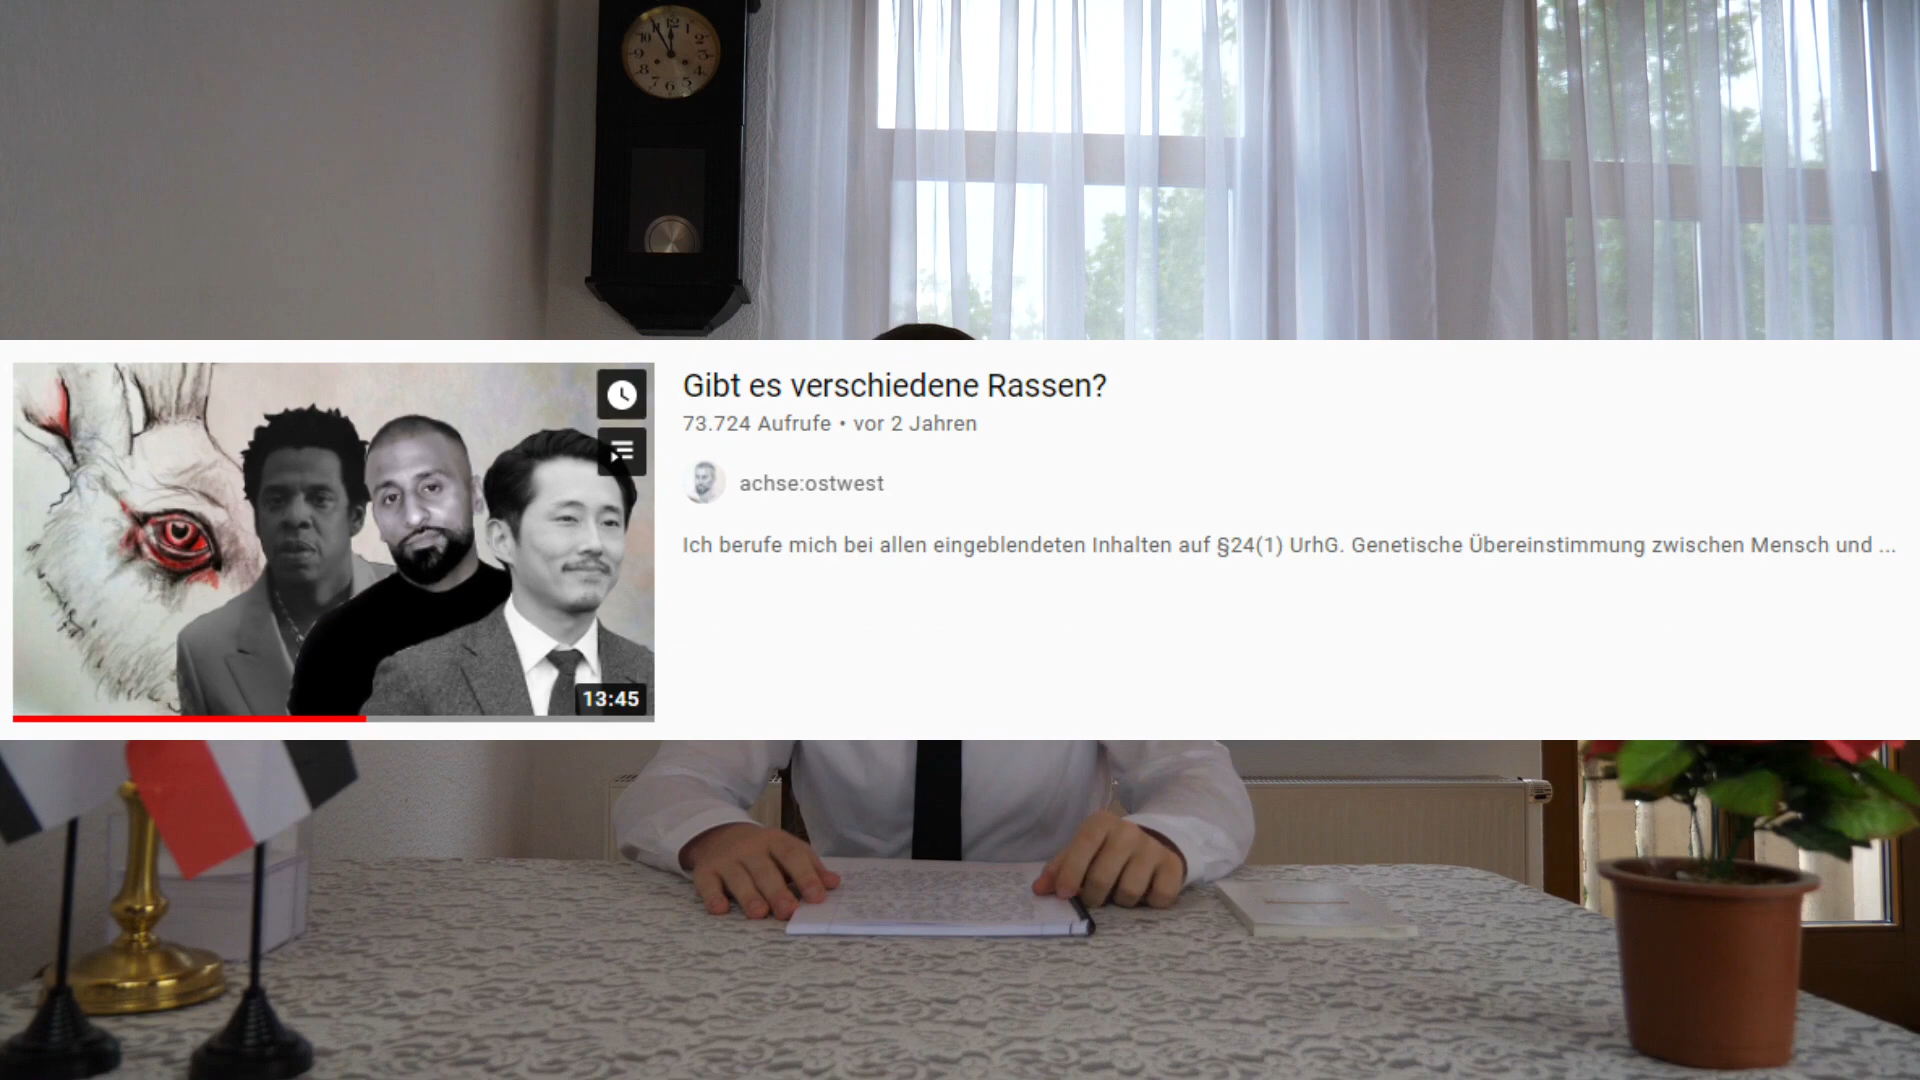 Gibt es verschiedene Rassen?
73.724 Aufrufe • vor 2 Jahren
achse:ostwest
Ich berufe mich bei allen eingeblendeten Inhalten auf §24(1) UrhG. Genetische Übereinstimmung zwischen Mensch und ...
13:45